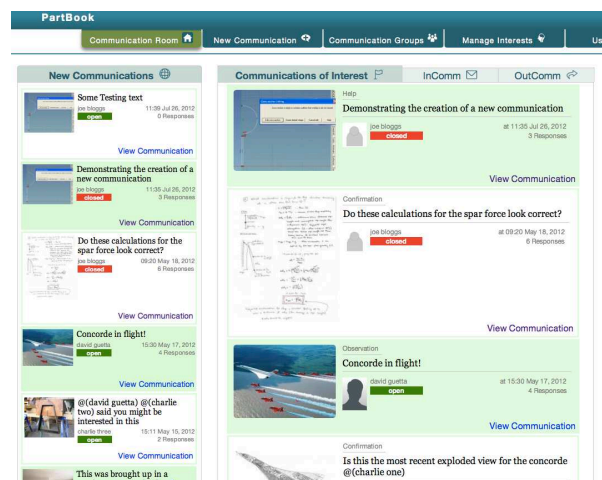 PartBook
Communication Room
New Communication
Communication Groups
Manage Interests
Us
New Communications
Some Testing text
joe bloggs
11:39 Jul 26, 2012
open
0 Responses
View Communication
Demonstrating the creation of a
new communication
joe bloggs
11:35 Jul 26, 2012
closed
3 Responses
View Communication
Do these calculations for the
spar force look correct?
joe bloggs
09:20 May 18, 2012
closed
6 Responses
View Communication
Concorde in flight!
david guetta
15:30 May 17, 2012
open
4 Responses
View Communication
@(david guetta) @(charlie
two) said you might be
interested in this
charlie three
15:11 May 15, 2012
open
2 Responses
View Communication
This was brought up in a
Communications of Interest
InComm
OutComm
Help
Demonstrating the creation of a new communication
joe bloggs
at 11:35 Jul 26, 2012
closed
3 Responses
View Communication
Confirmation
Do these calculations for the spar force look correct?
joe bloggs
at 09:20 May 18, 2012
closed
6 Responses
View Communication
Observation
Concorde in flight!
david guetta
at 15:30 May 17, 2012
open
4 Responses
View Communication
Confirmation
Is this the most recent exploded view for the concorde
@(charlie one)